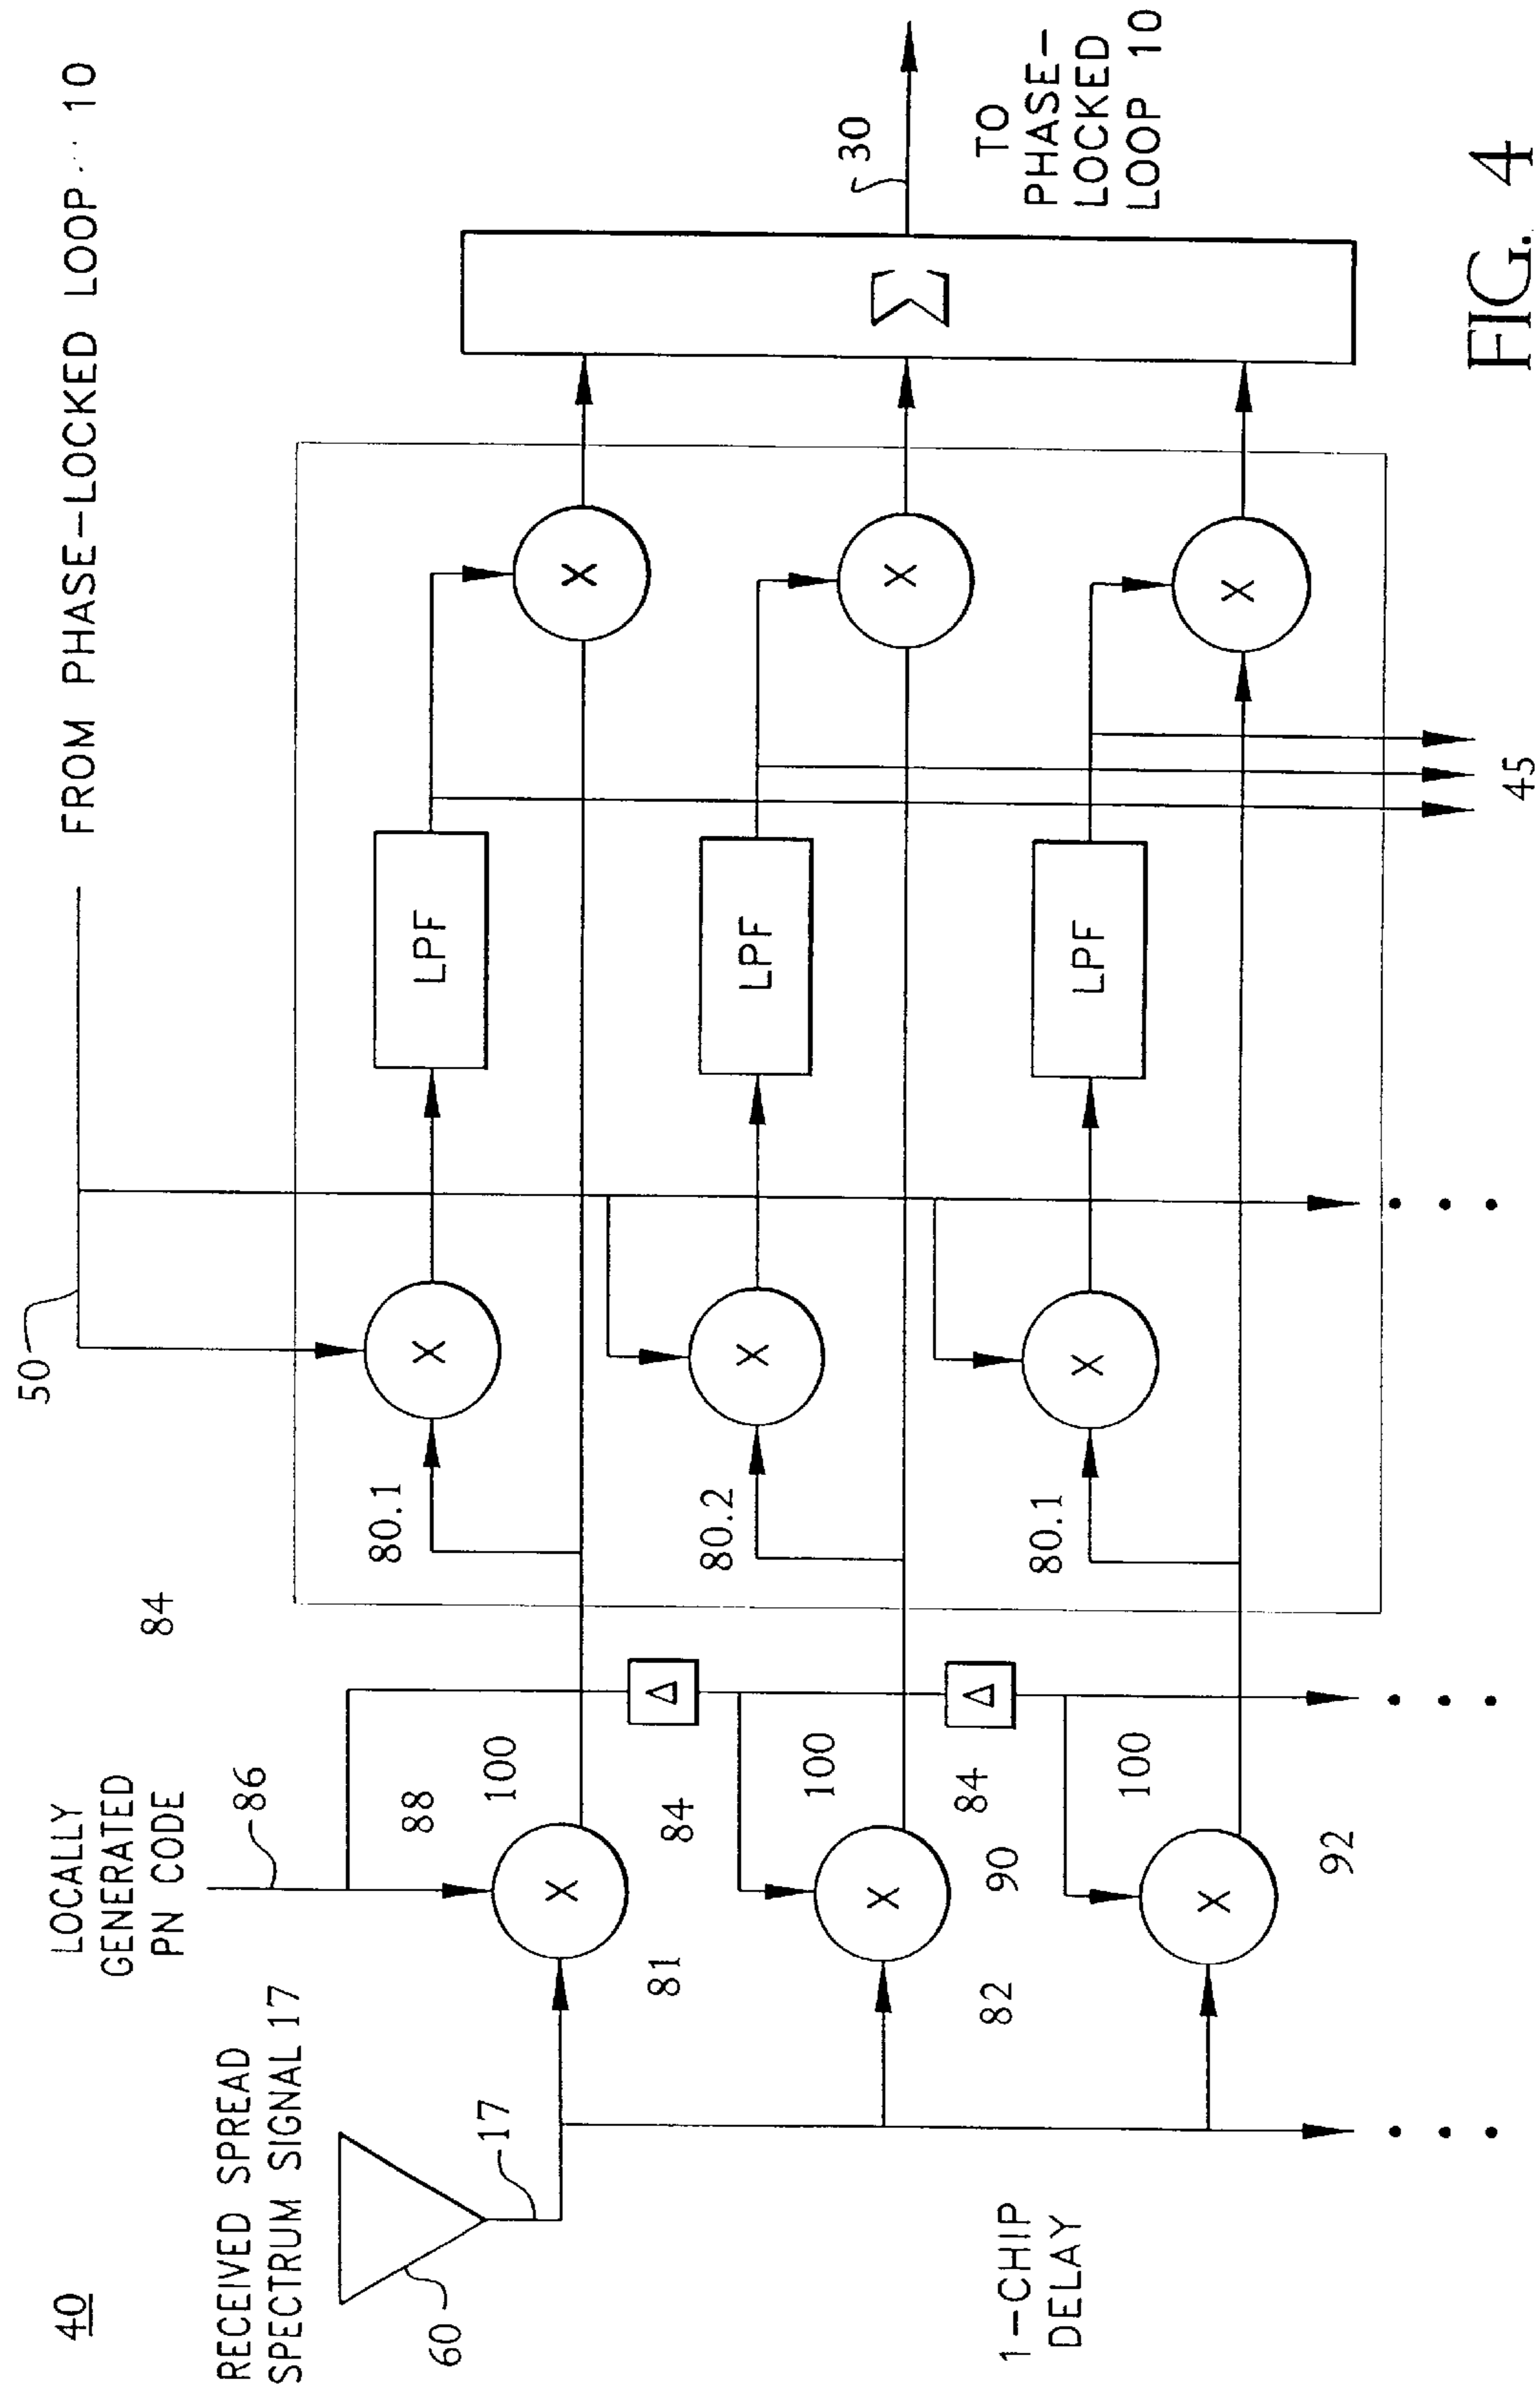 40
RECEIVED SPREAD
SPECTRUM SIGNAL 17
60
17
LOCALLY
GENERATED
PN CODE
86
84
50
FROM PHASE-LOCKED LOOP 10
88
100
X
81
80.1
X
LPF
X
Δ
84
100
X
82
90
80.2
X
LPF
X
Σ
30
TO
PHASE-
LOCKED
LOOP 10
Δ
84
100
X
92
80.1
X
LPF
X
45
1-CHIP
DELAY
FIG. 4